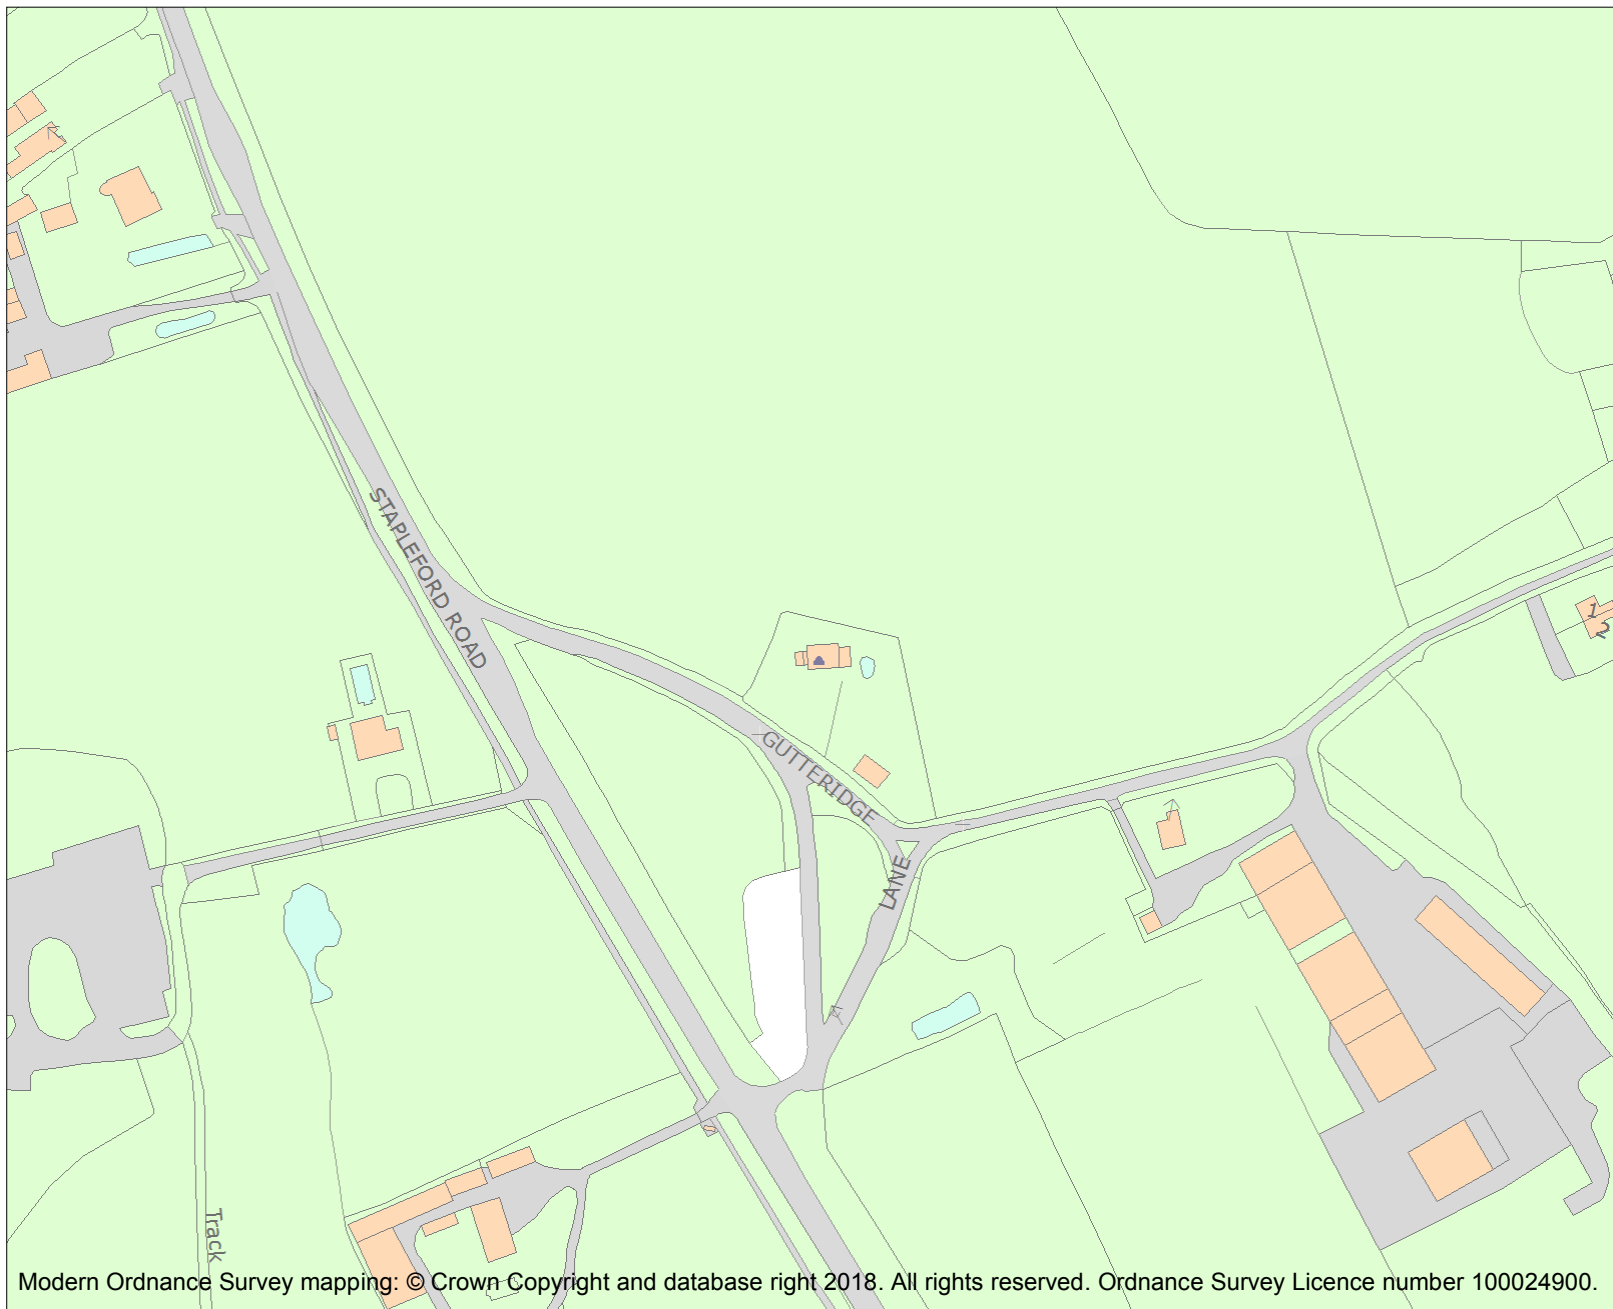 STAPLEFORD ROAD
1
2
GUTTERIDGE
LANE
Track
Modern Ordnance Survey mapping: © Crown Copyright and database right 2018. All rights reserved. Ordnance Survey Licence number 100024900.